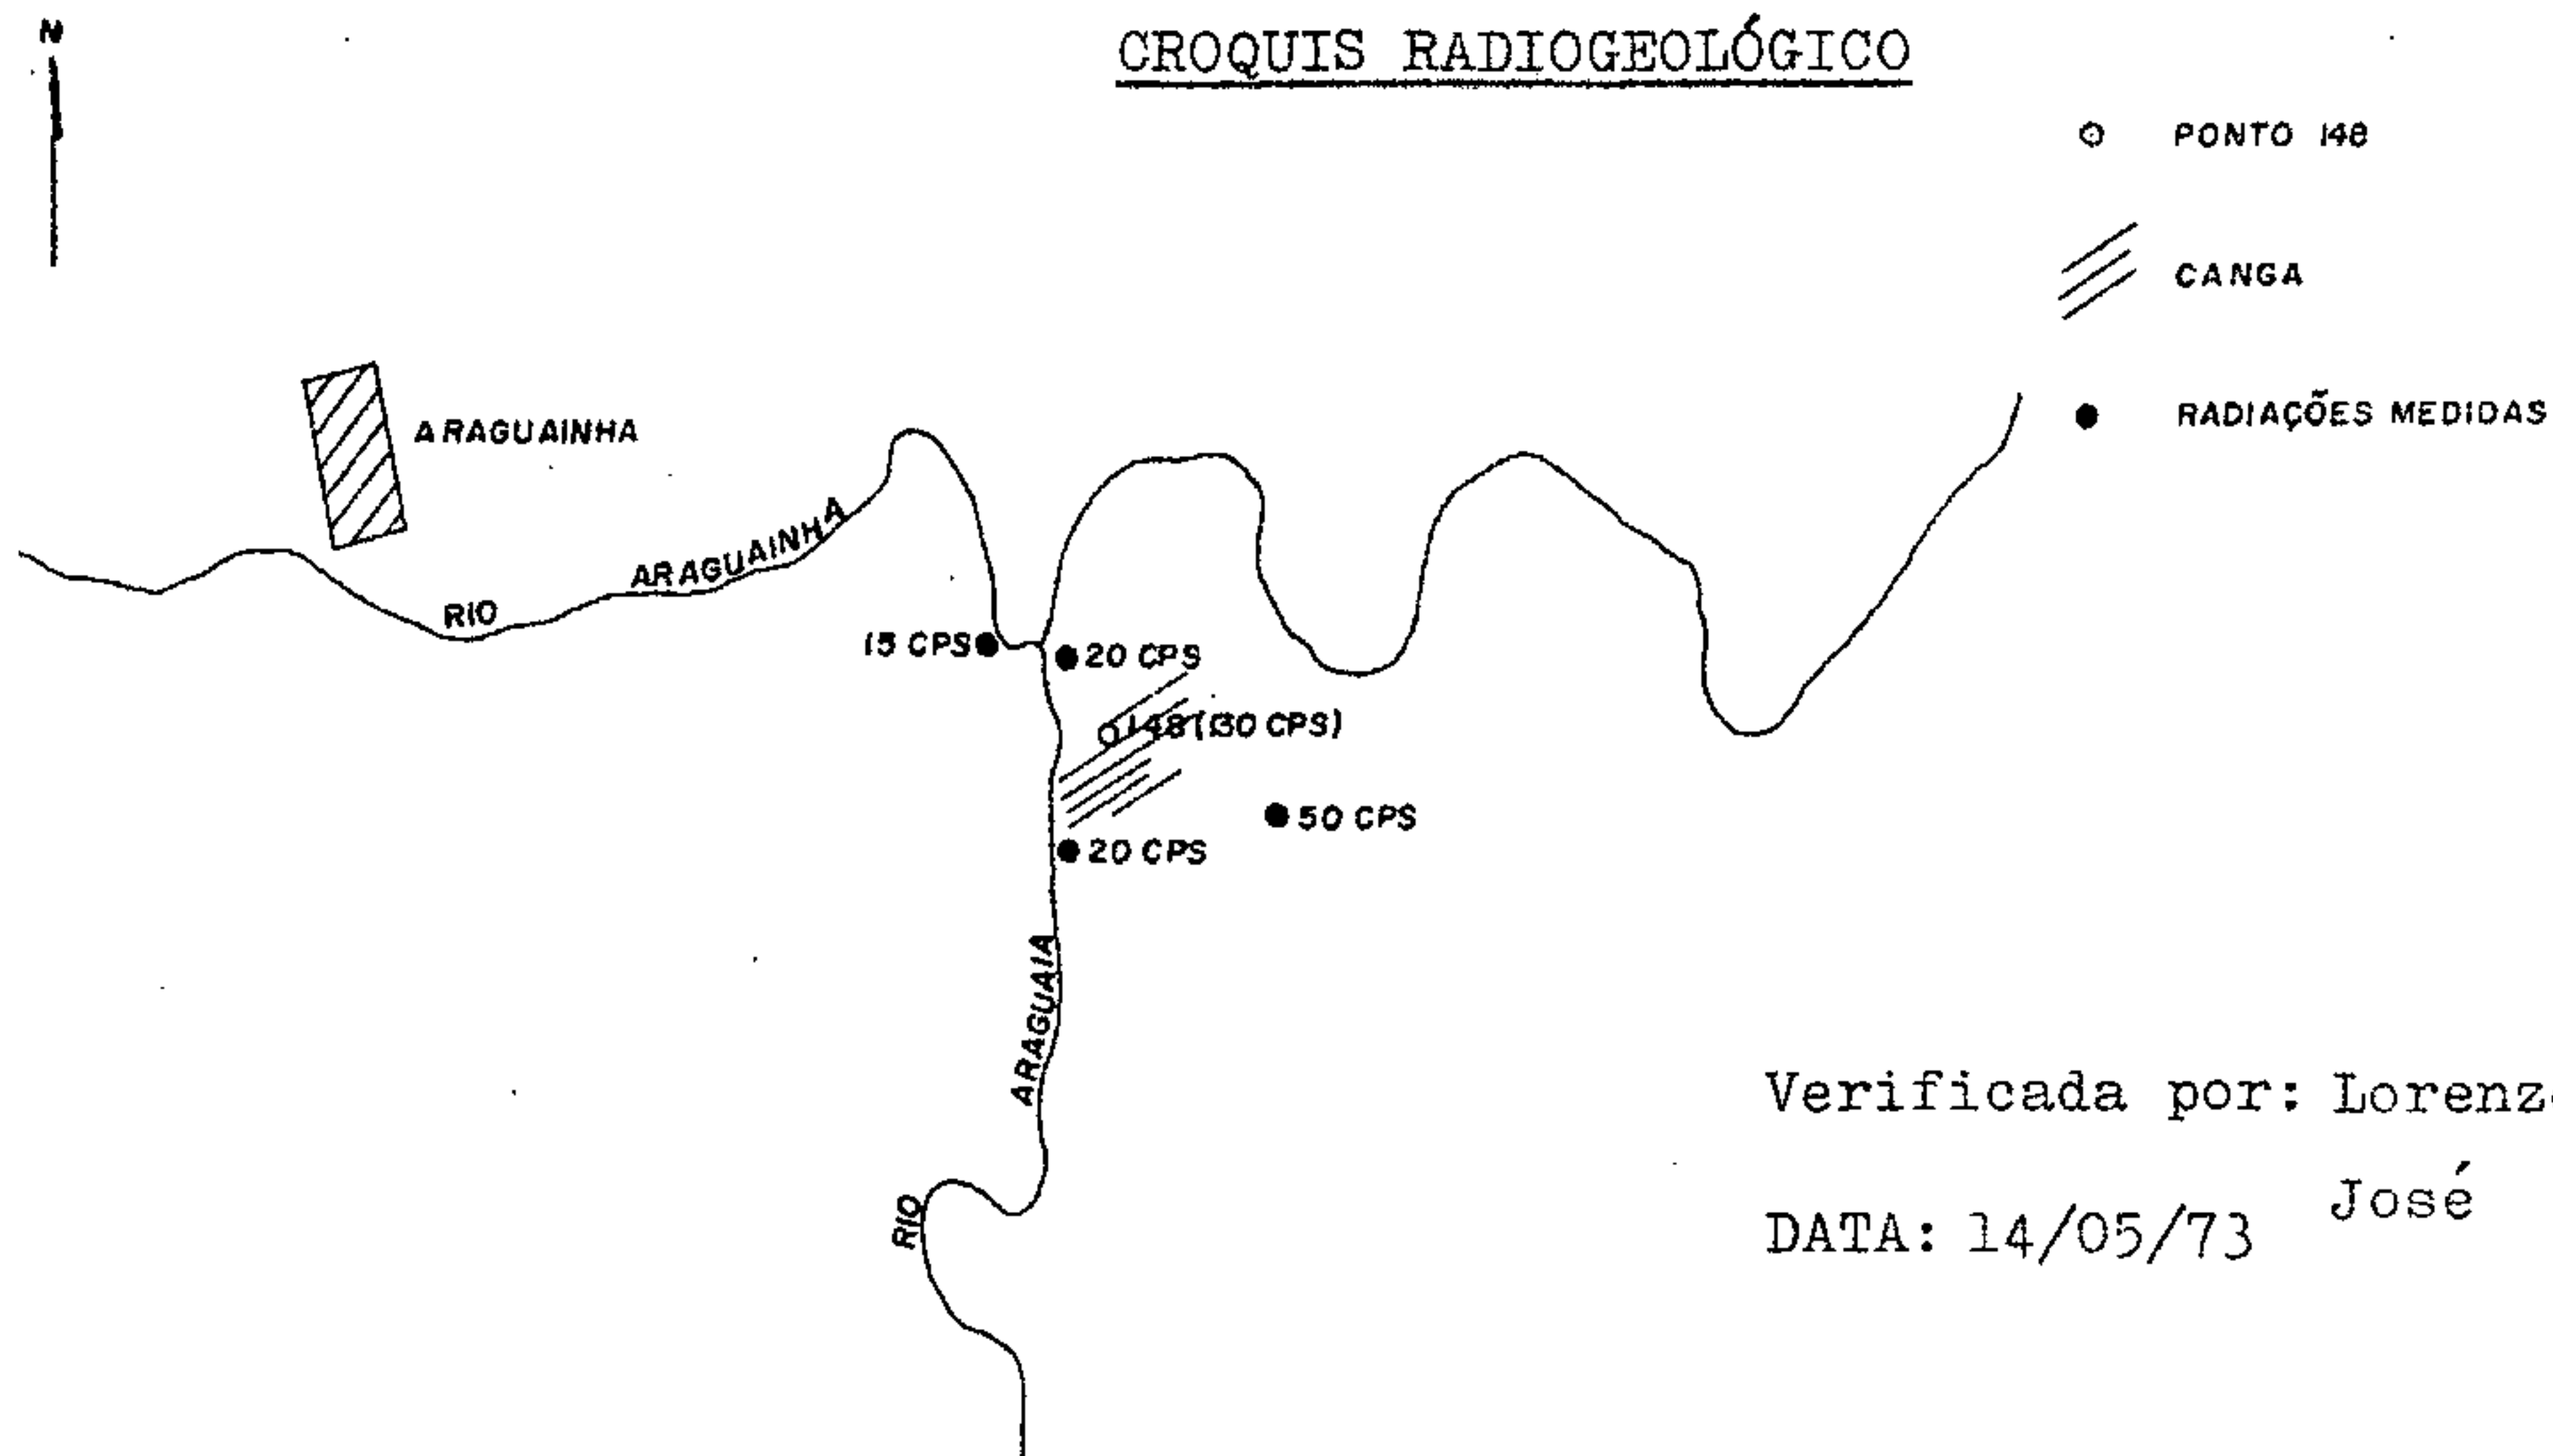 N
CROQUIS RADIOGEOLÓGICO
PONTO 148
CANGA
RADIAÇÕES MEDIDAS
ARAGUAINHA
RIO ARAGUAINHA
15 CPS
20 CPS
148 (130 CPS)
50 CPS
20 CPS
RIO ARAGUAIA
Verificada por: Lorenz
José
DATA: 14/05/73